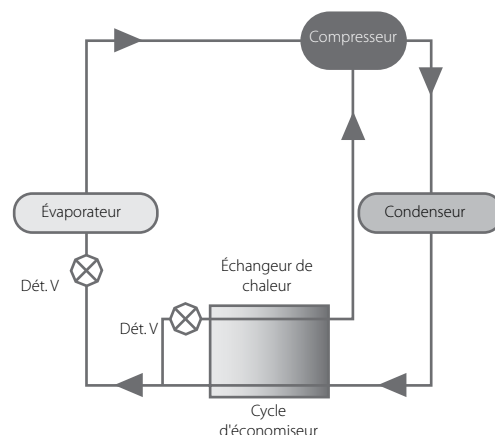 Compresseur
Évaporateur
Condenseur
Échangeur de
chaleur
Dét. V
Dét. V
Cycle
d'économiseur